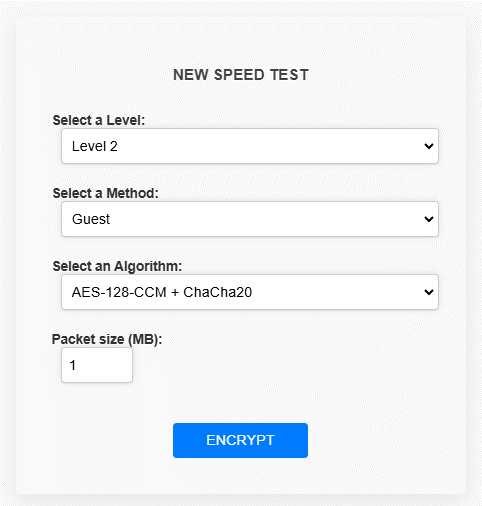 NEW SPEED TEST
Select a Level:
Level 2
Select a Method:
Guest
Select an Algorithm:
AES-128-CCM + ChaCha20
Packet size (MB):
1
ENCRYPT